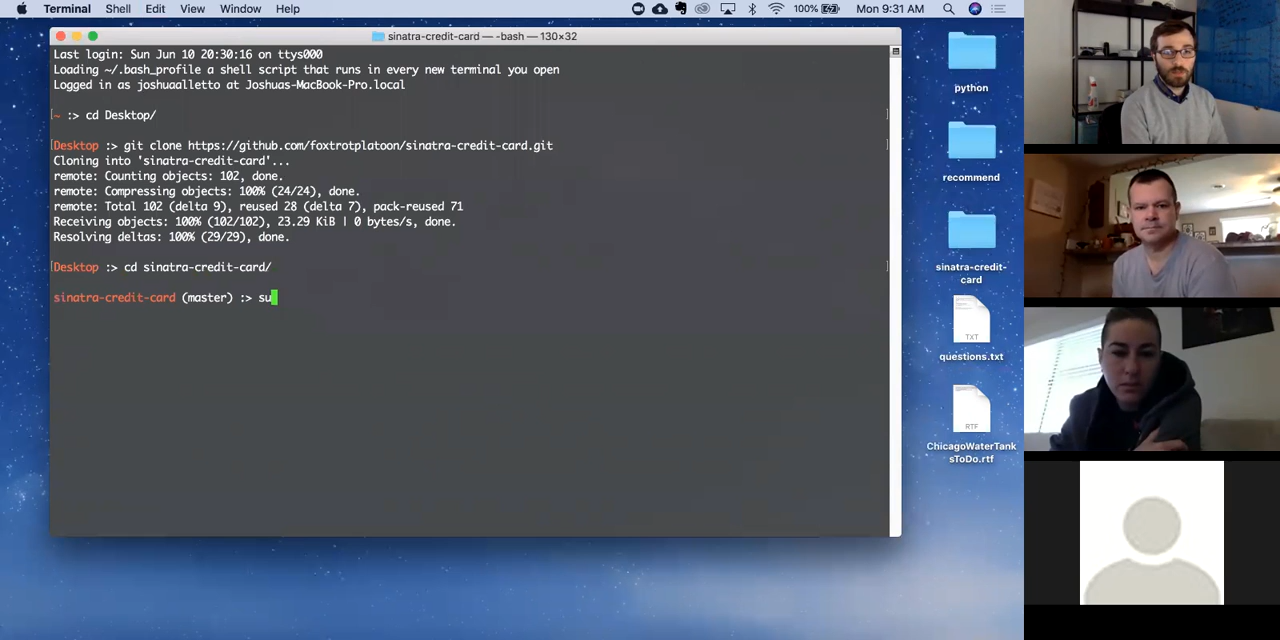 Terminal Shell Edit View Window Help 100% Mon 9:31 AM
sinatra-credit-card — -bash — 130×32
Last login: Sun Jun 10 20:30:16 on ttys000
Loading ~/.bash_profile a shell script that runs in every new terminal you open
Logged in as joshuaalletto at Joshuas-MacBook-Pro.local
[~ :> cd Desktop/ ]
[Desktop :> git clone https://github.com/foxtrotplatoon/sinatra-credit-card.git ]
Cloning into 'sinatra-credit-card'...
remote: Counting objects: 102, done.
remote: Compressing objects: 100% (24/24), done.
remote: Total 102 (delta 9), reused 28 (delta 7), pack-reused 71
Receiving objects: 100% (102/102), 23.29 KiB | 0 bytes/s, done.
Resolving deltas: 100% (29/29), done.
[Desktop :> cd sinatra-credit-card/ ]
sinatra-credit-card (master) :> su
python
recommend
sinatra-credit-
card
TXT
questions.txt
RTF
ChicagoWaterTank
sToDo.rtf